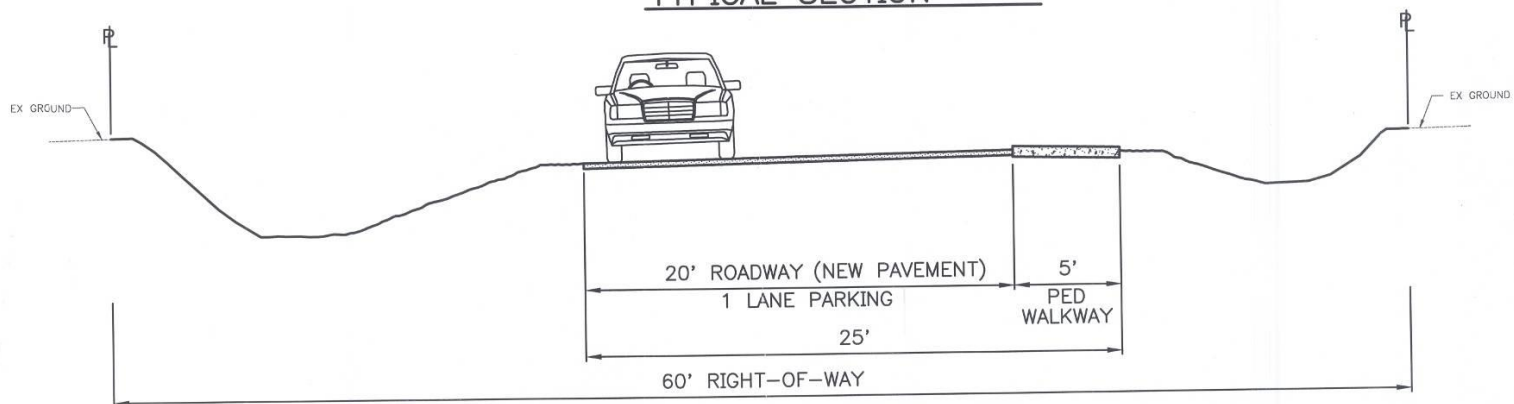 TYPICAL SECTION
PL
PL
EX GROUND
EX GROUND
20' ROADWAY (NEW PAVEMENT)
1 LANE PARKING
5'
PED
WALKWAY
25'
60' RIGHT-OF-WAY